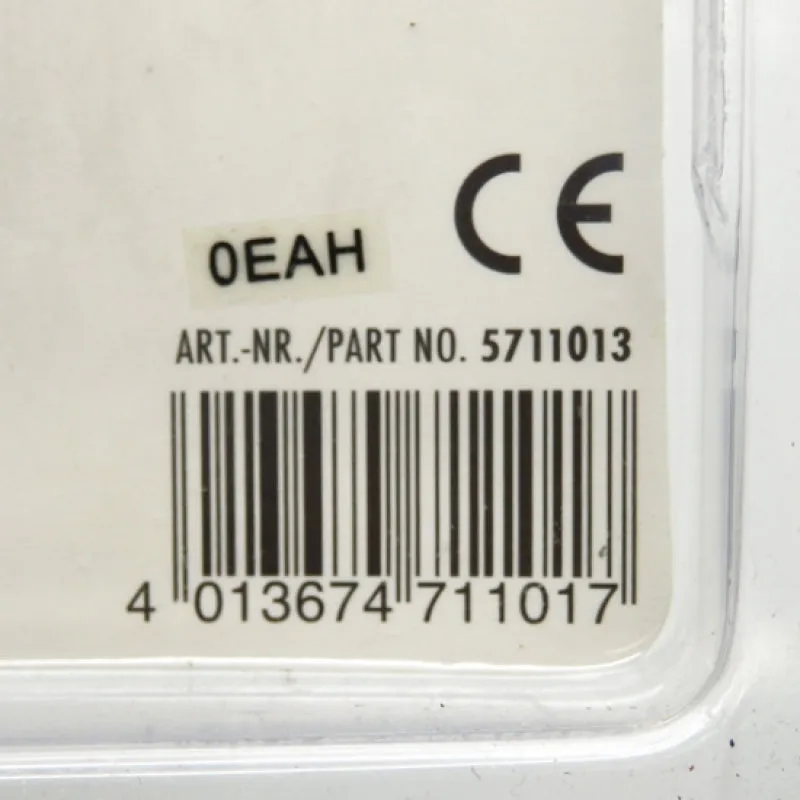 CE
0EAH
ART.-NR./PART NO. 5711013
4 013674 711017